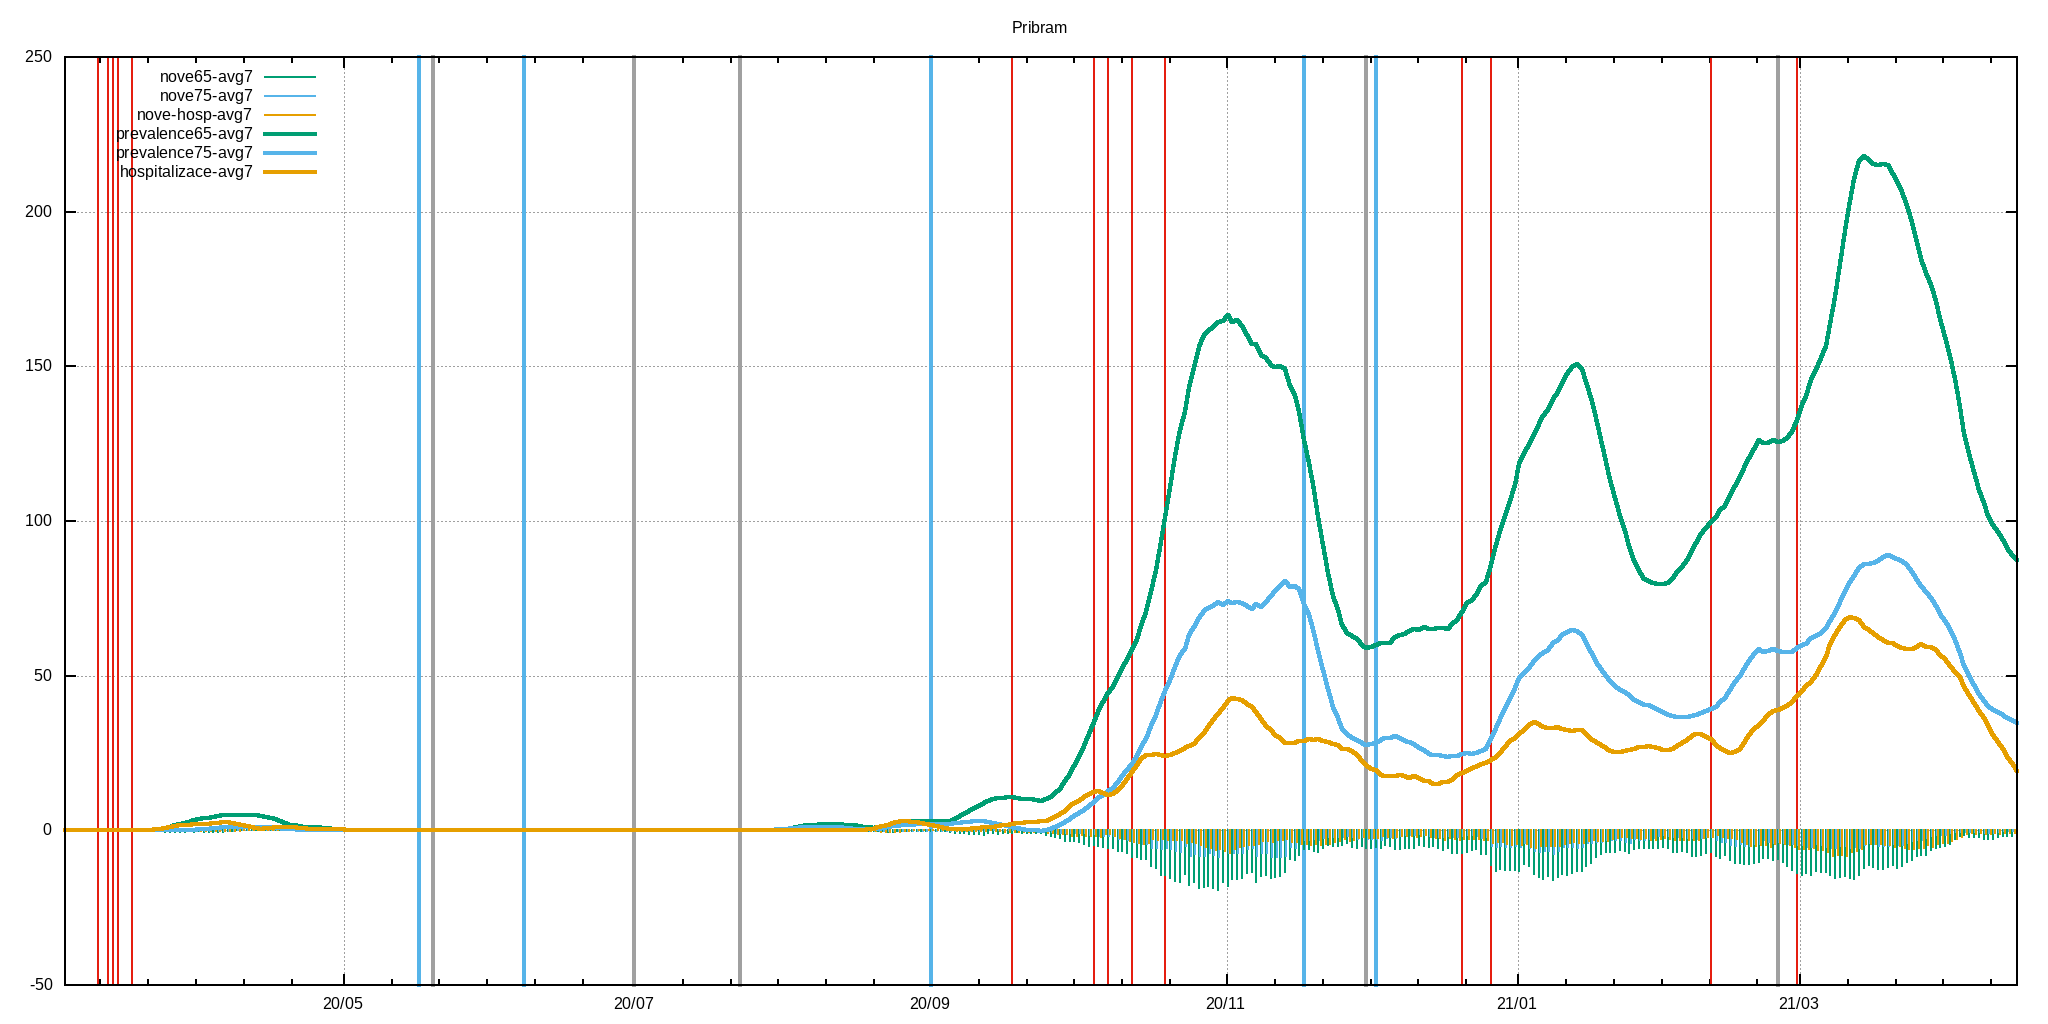 Pribram
250
nove65-avg7
nove75-avg7
nove-hosp-avg7
prevalence65-avg7
prevalence75-avg7
hospitalizace-avg7
200
150
100
50
0
-50
20/05 20/07 20/09 20/11 21/01 21/03